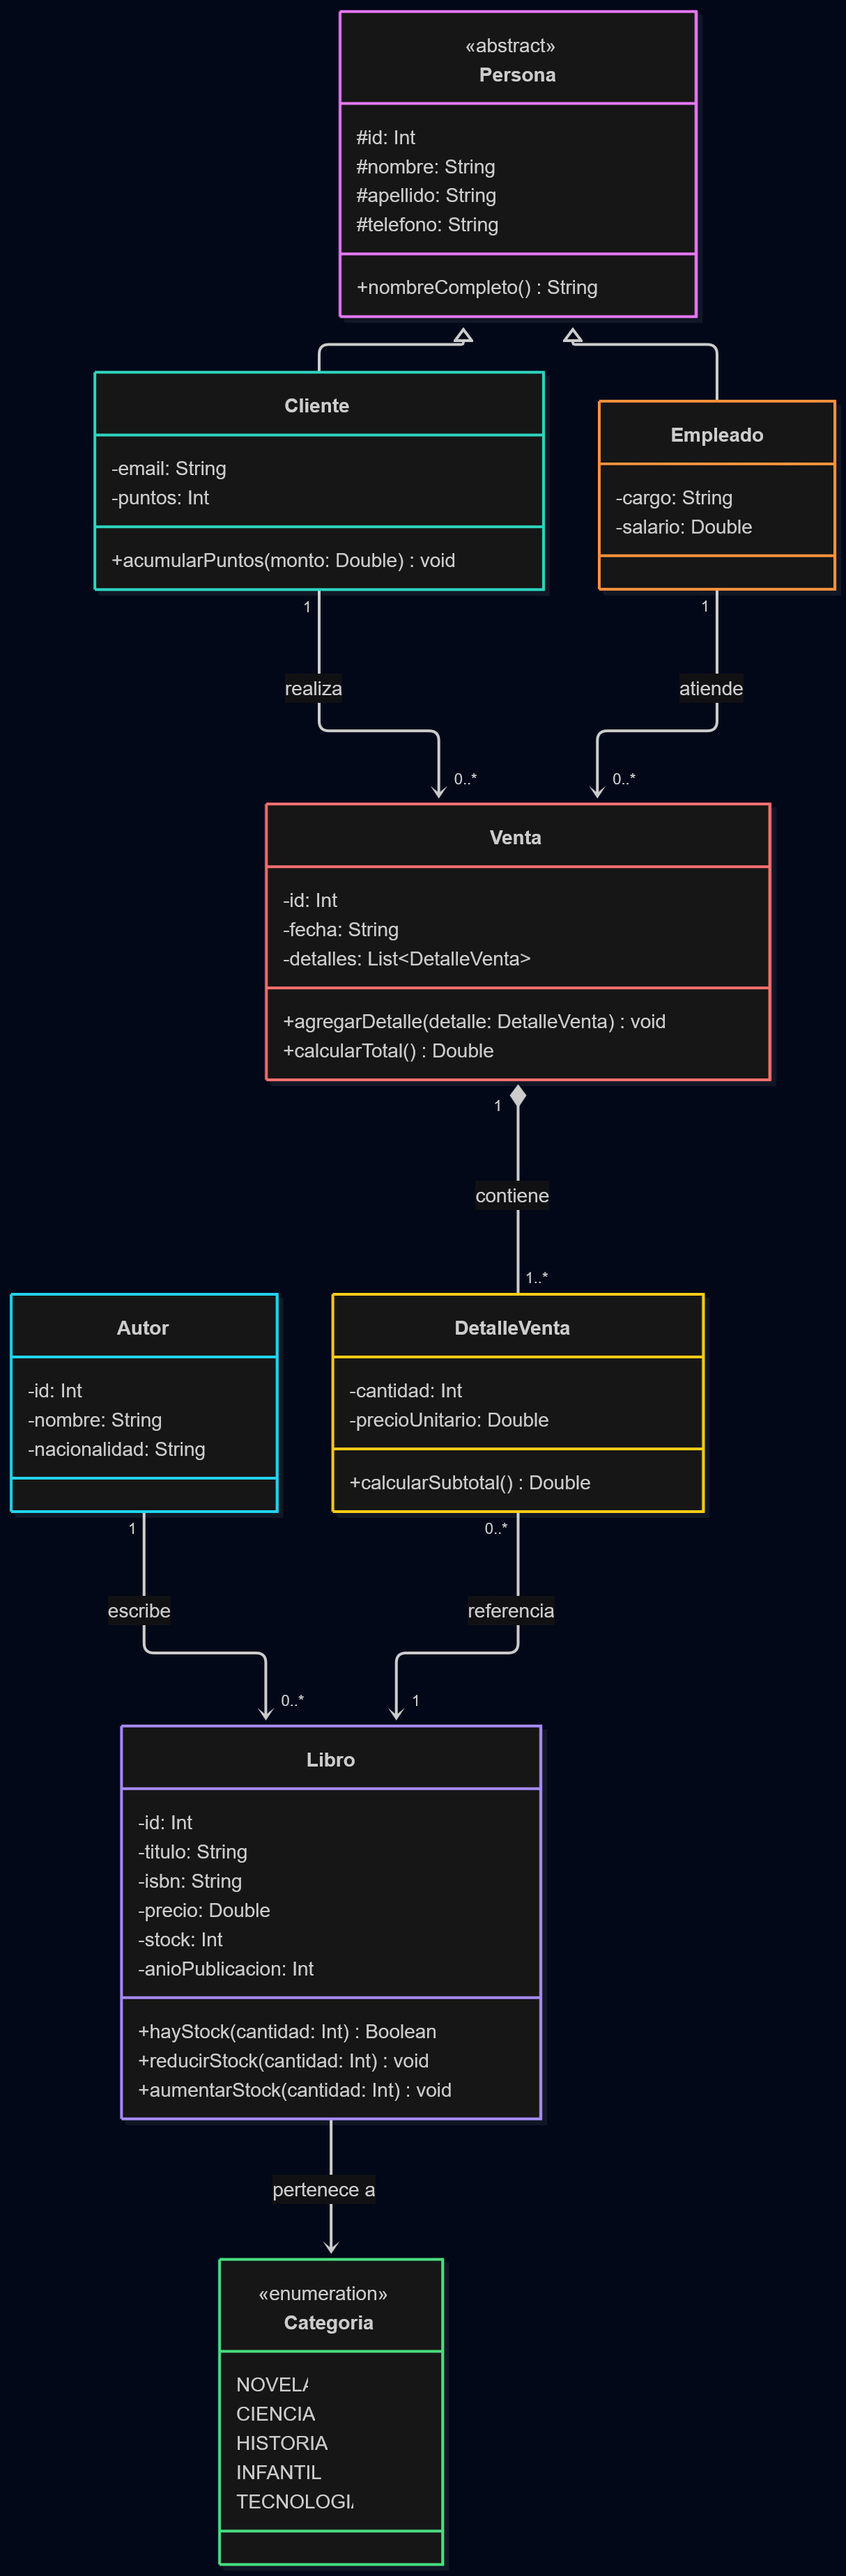 «abstract»
Persona
#id: Int
#nombre: String
#apellido: String
#telefono: String
+nombreCompleto() : String
Cliente
-email: String
-puntos: Int
+acumularPuntos(monto: Double) : void
Empleado
-cargo: String
-salario: Double
1
1
realiza
atiende
0..*
0..*
Venta
-id: Int
-fecha: String
-detalles: List<DetalleVenta>
+agregarDetalle(detalle: DetalleVenta) : void
+calcularTotal() : Double
1
contiene
1..*
Autor
-id: Int
-nombre: String
-nacionalidad: String
DetalleVenta
-cantidad: Int
-precioUnitario: Double
+calcularSubtotal() : Double
1
0..*
escribe
referencia
0..*
1
Libro
-id: Int
-titulo: String
-isbn: String
-precio: Double
-stock: Int
-anioPublicacion: Int
+hayStock(cantidad: Int) : Boolean
+reducirStock(cantidad: Int) : void
+aumentarStock(cantidad: Int) : void
pertenece a
«enumeration»
Categoria
NOVELA
CIENCIA
HISTORIA
INFANTIL
TECNOLOGIA